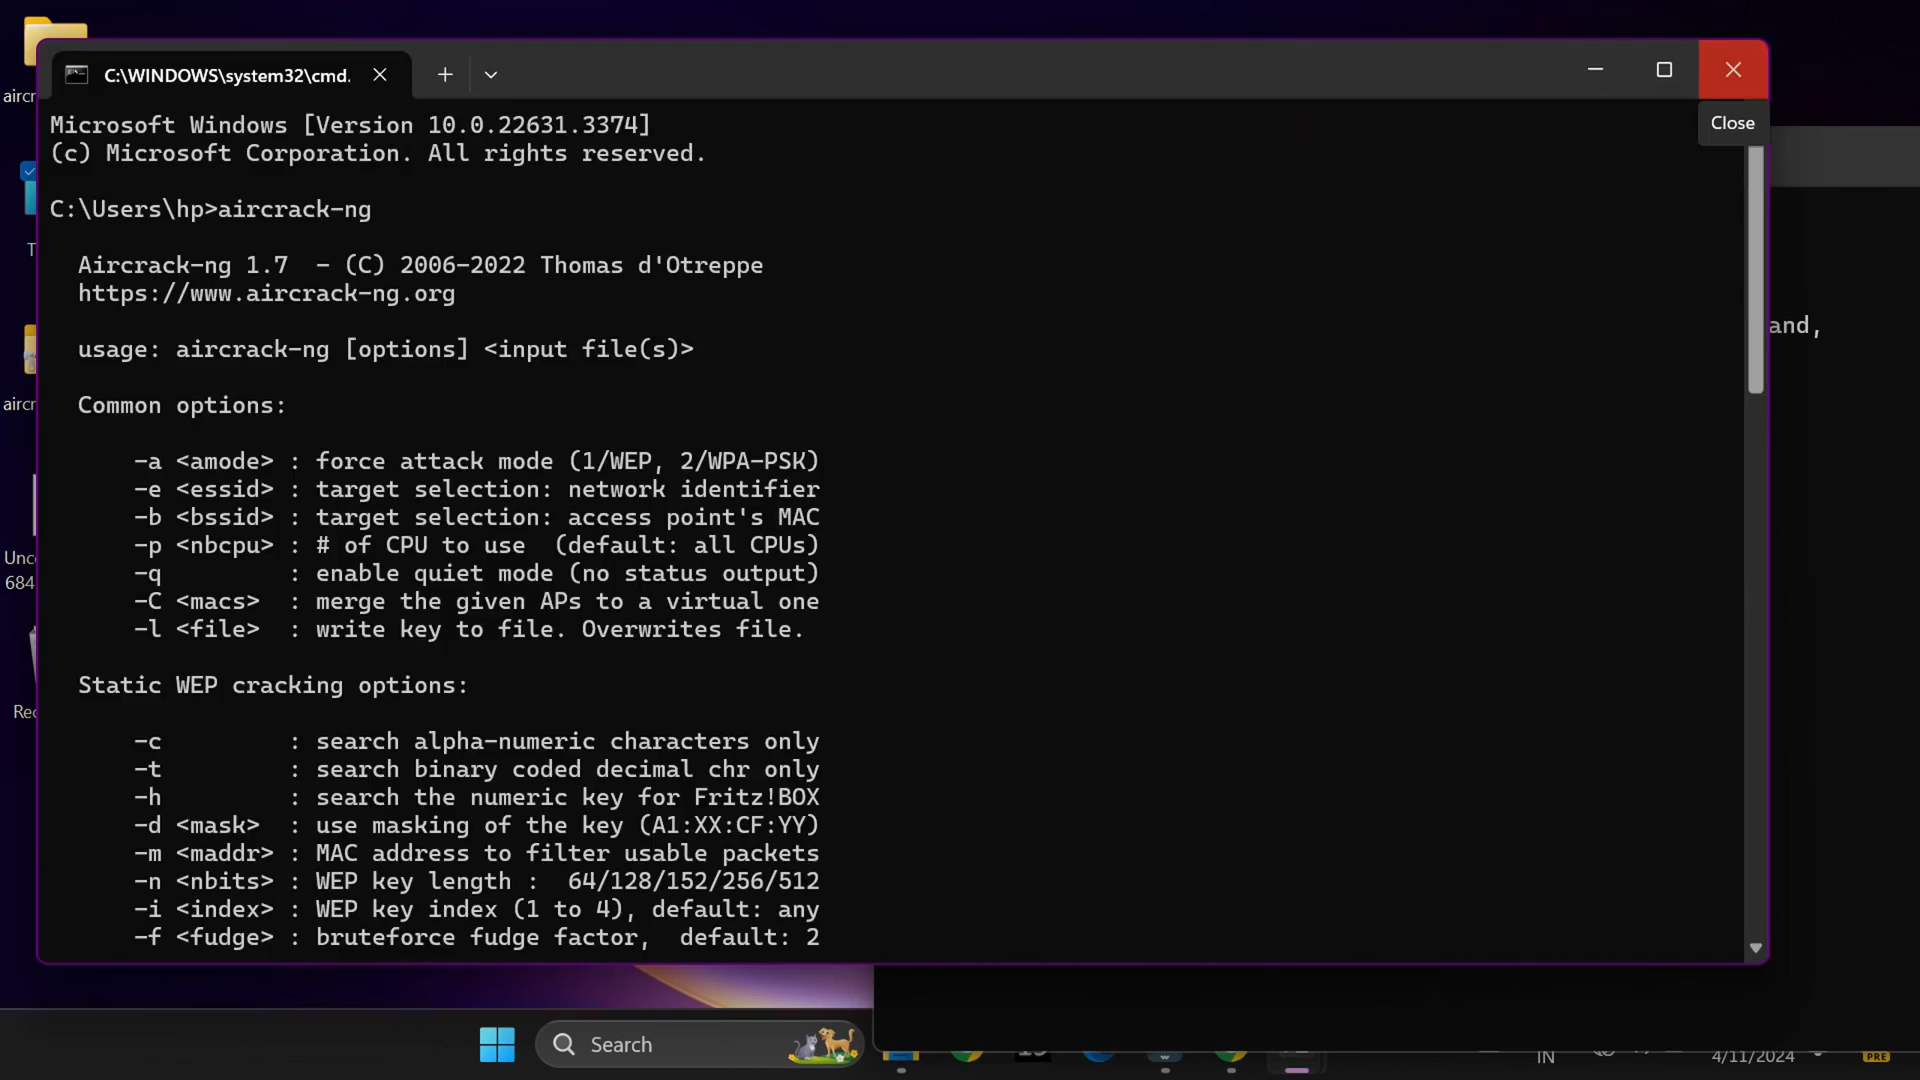 C:\WINDOWS\system32\cmd.
Close
Microsoft Windows [Version 10.0.22631.3374]
(c) Microsoft Corporation. All rights reserved.
C:\Users\hp>aircrack-ng
Aircrack-ng 1.7 - (C) 2006-2022 Thomas d'Otreppe
https://www.aircrack-ng.org
usage: aircrack-ng [options] <input file(s)>
Common options:
-a <amode> : force attack mode (1/WEP, 2/WPA-PSK)
-e <essid> : target selection: network identifier
-b <bssid> : target selection: access point's MAC
-p <nbcpu> : # of CPU to use (default: all CPUs)
-q : enable quiet mode (no status output)
-C <macs> : merge the given APs to a virtual one
-l <file> : write key to file. Overwrites file.
Static WEP cracking options:
-c : search alpha-numeric characters only
-t : search binary coded decimal chr only
-h : search the numeric key for Fritz!BOX
-d <mask> : use masking of the key (A1:XX:CF:YY)
-m <maddr> : MAC address to filter usable packets
-n <nbits> : WEP key length : 64/128/152/256/512
-i <index> : WEP key index (1 to 4), default: any
-f <fudge> : bruteforce fudge factor, default: 2
aircr
T
aircr
Unc
684
Rec
and,
Search
IN
4/11/2024
PRE